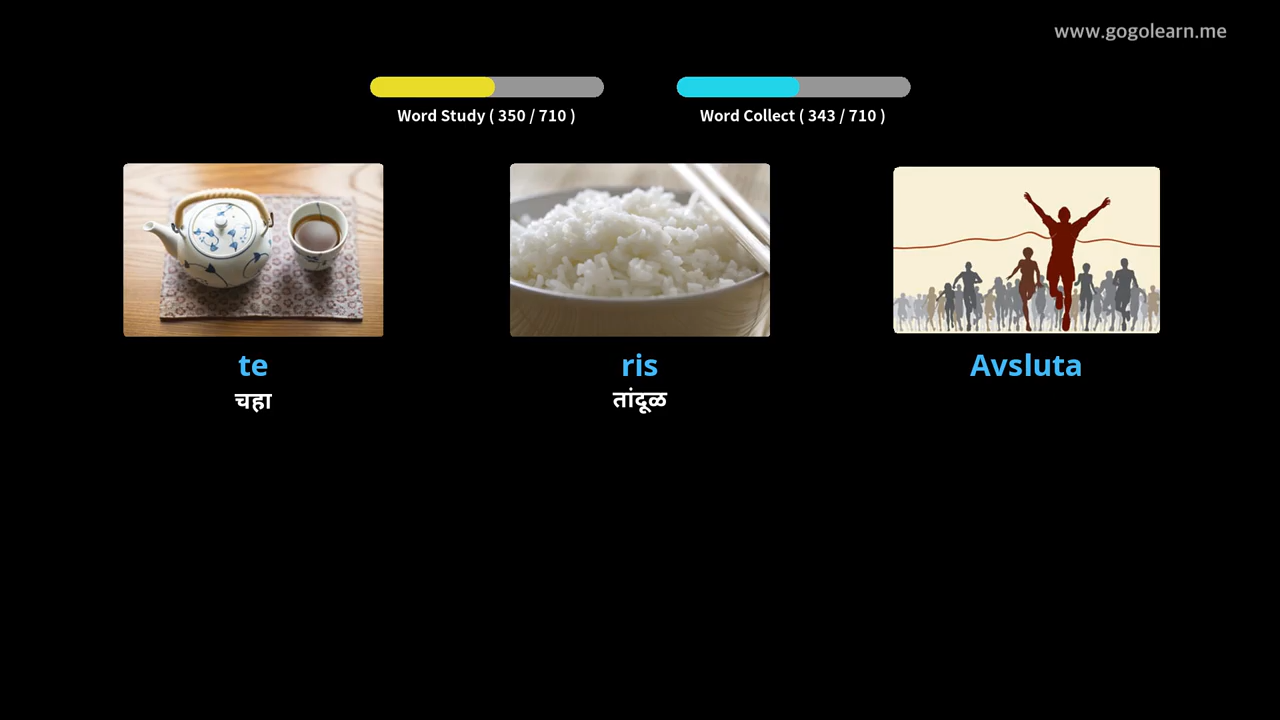 www.gogolearn.me
Word Study ( 350 / 710 )
Word Collect ( 343 / 710 )
te
चहा
ris
तांदूळ
Avsluta